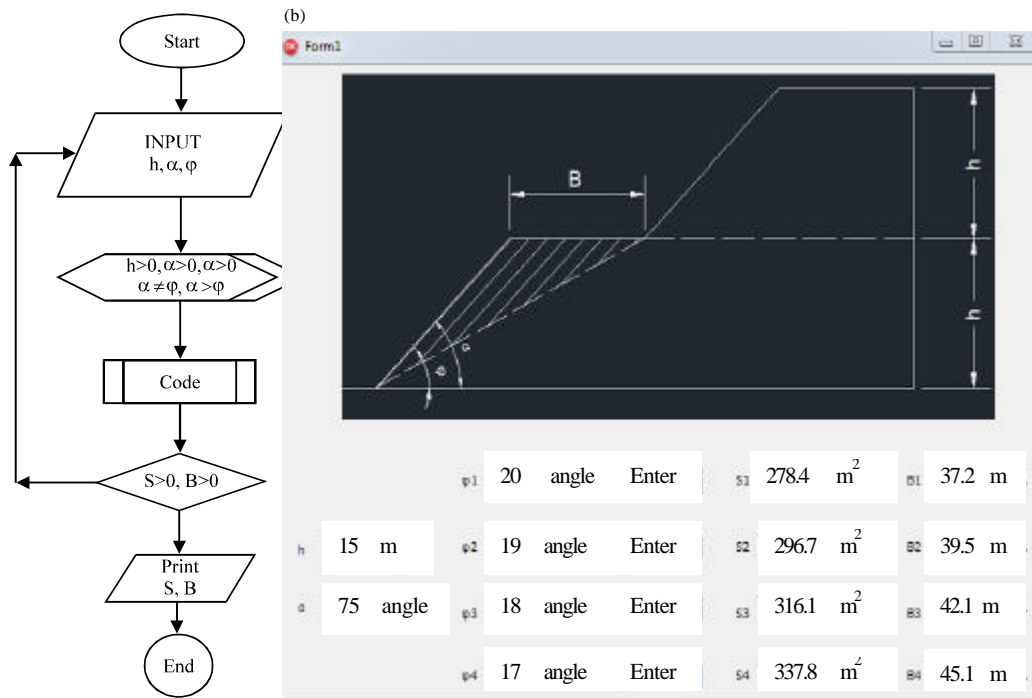 Start
INPUT
h, α, φ
h>0, α>0, α>0
α≠φ, α>φ
Code
S>0, B>0
Print
S, B
End
(b)
Form1
B
h
h
α
φ
φ1 20 angle Enter S1 278.4 m² B1 37.2 m
h 15 m φ2 19 angle Enter S2 296.7 m² B2 39.5 m
α 75 angle φ3 18 angle Enter S3 316.1 m² B3 42.1 m
φ4 17 angle Enter S4 337.8 m² B4 45.1 m